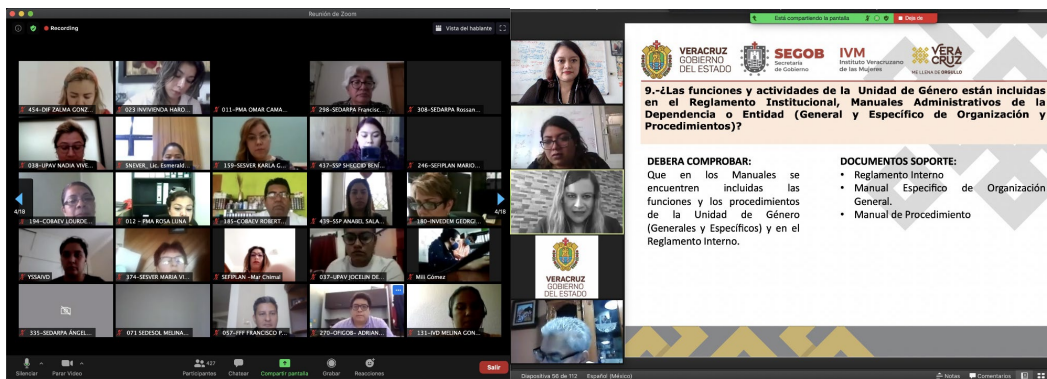 Reunión de Zoom
Recording
Vista del hablante
454-DIF ZALMA GONZ...
023 INVIVIENDA HARO...
011-PMA OMAR CAMA...
298-SEDARPA Francisc...
308-SEDARPA Rossan...
038-UPAV NADIA VIVE...
SNEVER_ Lic. Esmerald...
159-SESVER KARLA G...
437-SSP SHECCID BENÍ...
246-SEFIPLAN MARIO...
4/18
194-COBAEV LOURDE...
012 - PMA ROSA LUNA
185-COBAEV ROBERT...
439-SSP ANABEL SALA...
180-INVEDEM GEORGI...
4/18
YSSAIVD
374-SESVER MARIA VI...
SEFIPLAN -Mar Chimal
037-UPAV JOCELIN DE...
Mili Gómez
335-SEDARPA ÁNGEL...
071 SEDESOL MELINA...
057-FFF FRANCISCO P...
270-OFIGOB- ADRIAN...
131-IVD MELINA GON...
Silenciar
Parar Video
427
Participantes
Chatear
Compartir pantalla
Grabar
Reacciones
Salir
Está compartiendo la pantalla
Deja de
VERACRUZ
GOBIERNO
DEL ESTADO
SEGOB
Secretaría
de Gobierno
IVM
Instituto Veracruzano
de las Mujeres
VERA
CRUZ
ME LLENA DE ORGULLO
9.-¿Las funciones y actividades de la Unidad de Género están incluidas
en el Reglamento Institucional, Manuales Administrativos de la
Dependencia o Entidad (General y Específico de Organización y
Procedimientos)?
DEBERA COMPROBAR:
Que en los Manuales se
encuentren incluidas las
funciones y los procedimientos
de la Unidad de Género
(Generales y Específicos) y en el
Reglamento Interno.
DOCUMENTOS SOPORTE:
• Reglamento Interno
• Manual Especifico de Organización
General.
• Manual de Procedimiento
VERACRUZ
GOBIERNO
DEL ESTADO
Diapositiva 56 de 112
Español (México)
Notas
Comentarios